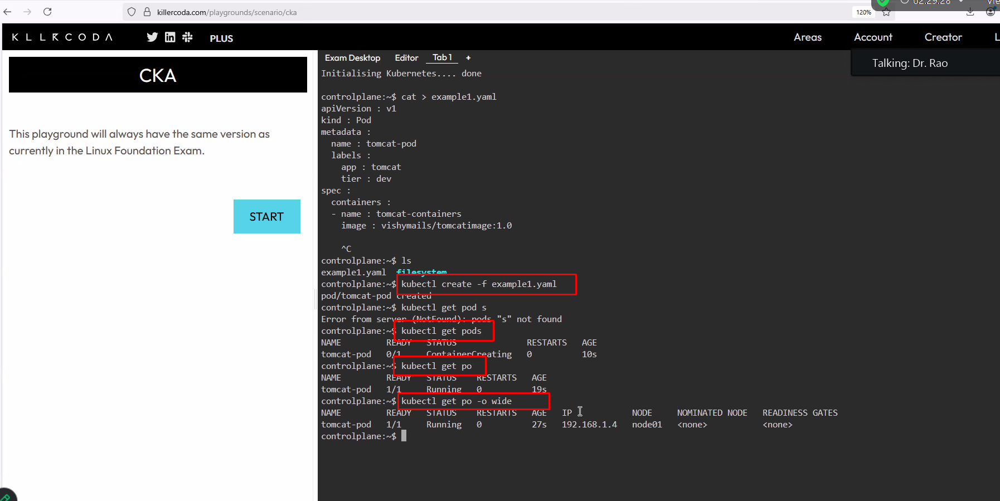 killercoda.com/playgrounds/scenario/cka
120%
02:29:28
KLLRCODA
PLUS
Areas
Account
Creator
Talking: Dr. Rao
CKA
This playground will always have the same version as
currently in the Linux Foundation Exam.
START
Exam Desktop Editor Tab 1 +
Initialising Kubernetes.... done
controlplane:~$ cat > example1.yaml
apiVersion : v1
kind : Pod
metadata :
  name : tomcat-pod
  labels :
    app : tomcat
    tier : dev
spec :
  containers :
  - name : tomcat-containers
    image : vishymails/tomcatimage:1.0
    ^C
controlplane:~$ ls
example1.yaml  filesystem
controlplane:~$ kubectl create -f example1.yaml
pod/tomcat-pod created
controlplane:~$ kubectl get pod s
Error from server (NotFound): pods "s" not found
controlplane:~$ kubectl get pods
NAME         READY   STATUS              RESTARTS   AGE
tomcat-pod   0/1     ContainerCreating   0          10s
controlplane:~$ kubectl get po
NAME         READY   STATUS    RESTARTS   AGE
tomcat-pod   1/1     Running   0          19s
controlplane:~$ kubectl get po -o wide
NAME         READY   STATUS    RESTARTS   AGE   IP            NODE     NOMINATED NODE   READINESS GATES
tomcat-pod   1/1     Running   0          27s   192.168.1.4   node01   <none>           <none>
controlplane:~$